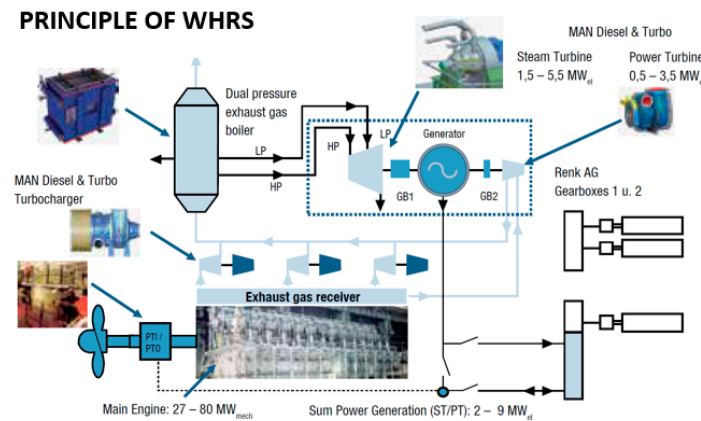 PRINCIPLE OF WHRS
MAN Diesel & Turbo
Steam Turbine
1,5 – 5,5 MWel
Power Turbine
0,5 – 3,5 MWel
Dual pressure
exhaust gas
boiler
LP
HP
HP
LP
Generator
GB1
GB2
Renk AG
Gearboxes 1 u. 2
MAN Diesel & Turbo
Turbocharger
Exhaust gas receiver
PTI /
PTO
Main Engine: 27 – 80 MWmech
Sum Power Generation (ST/PT): 2 – 9 MWel